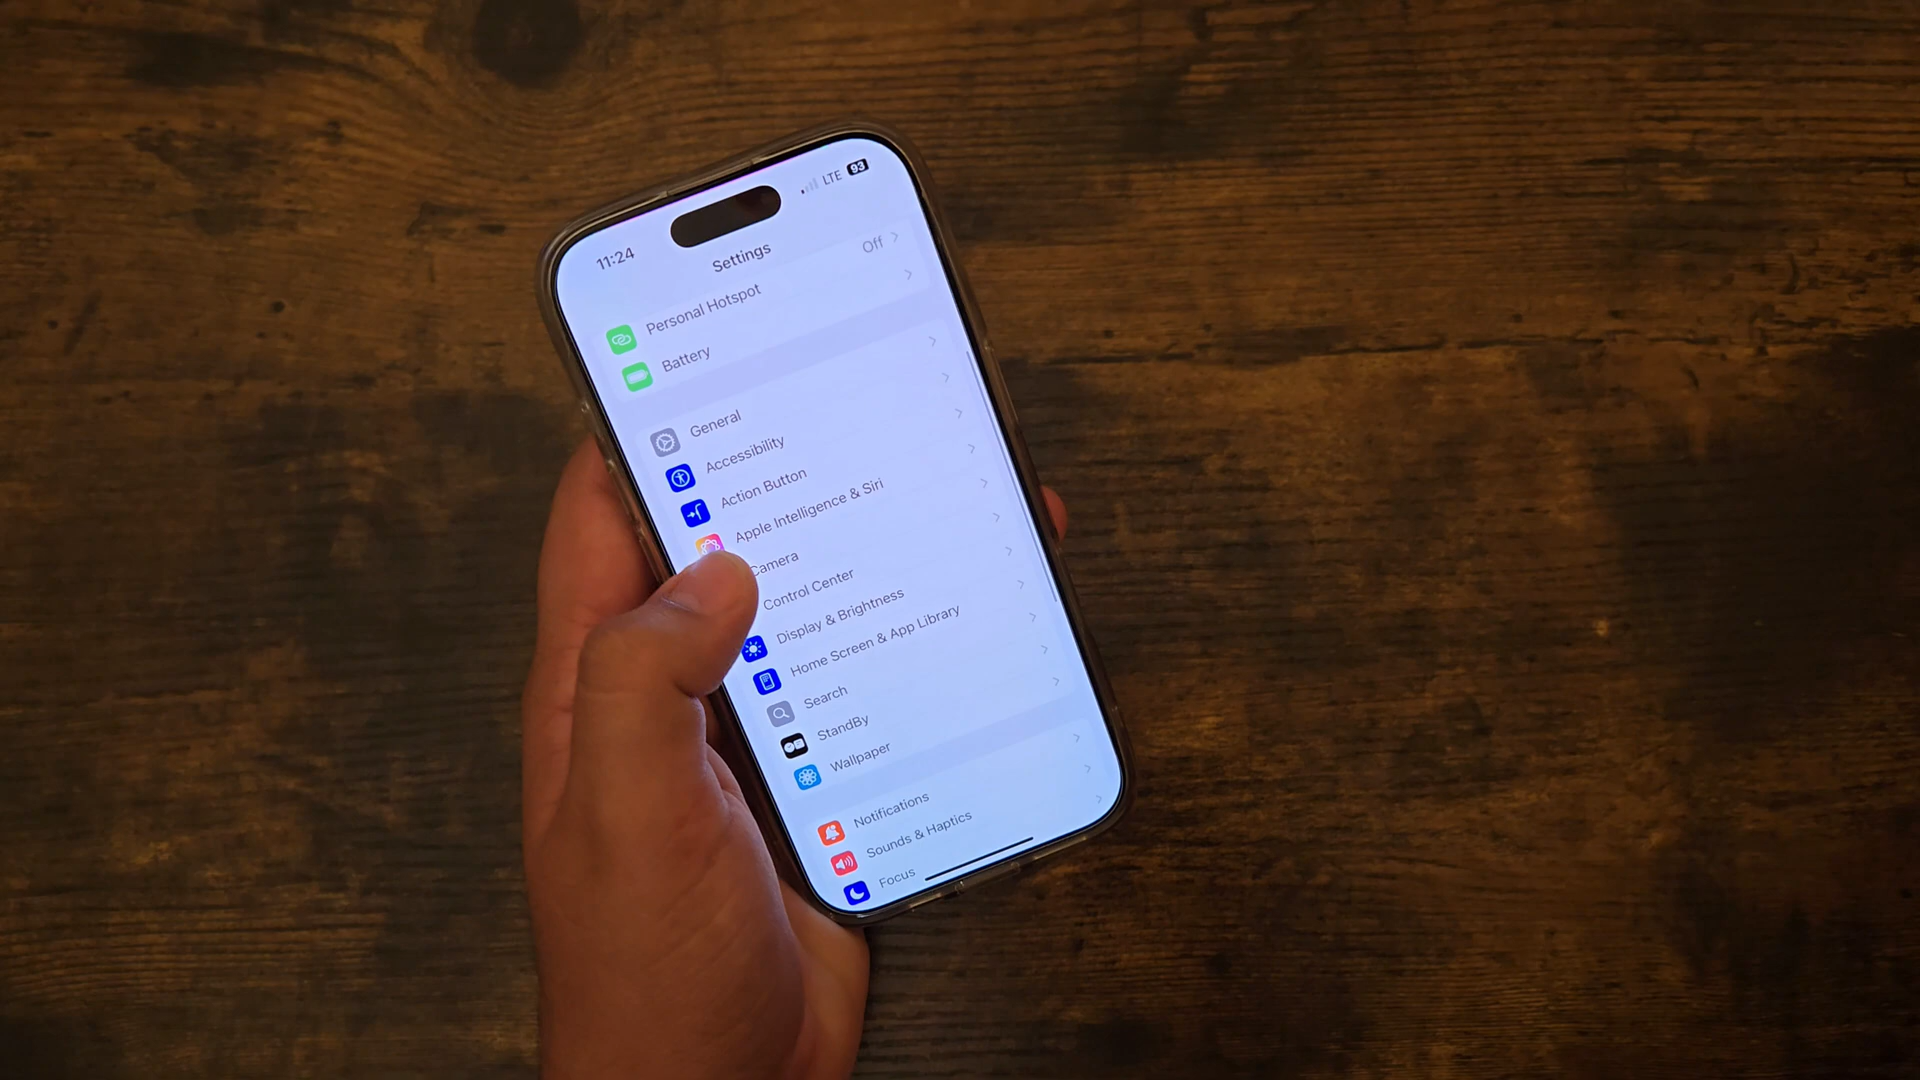 11:24
LTE 93
Settings
Personal Hotspot Off
Battery
General
Accessibility
Action Button
Apple Intelligence & Siri
Camera
Control Center
Display & Brightness
Home Screen & App Library
Search
StandBy
Wallpaper
Notifications
Sounds & Haptics
Focus